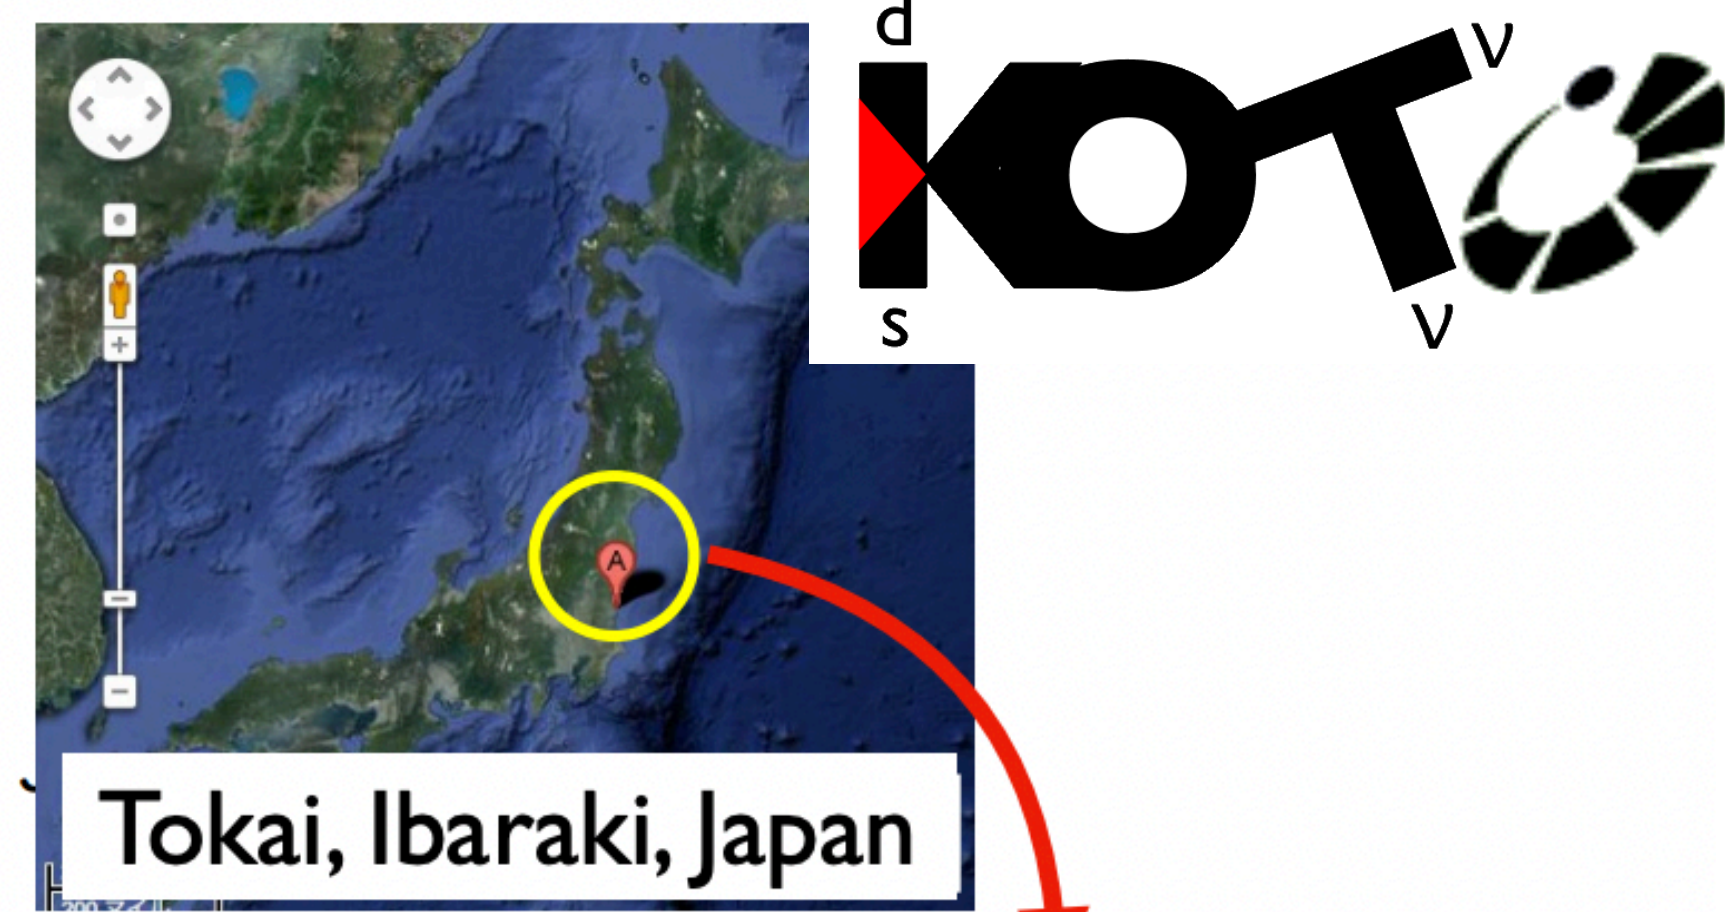 d
KOTO
ν
s
ν
A
Tokai, Ibaraki, Japan